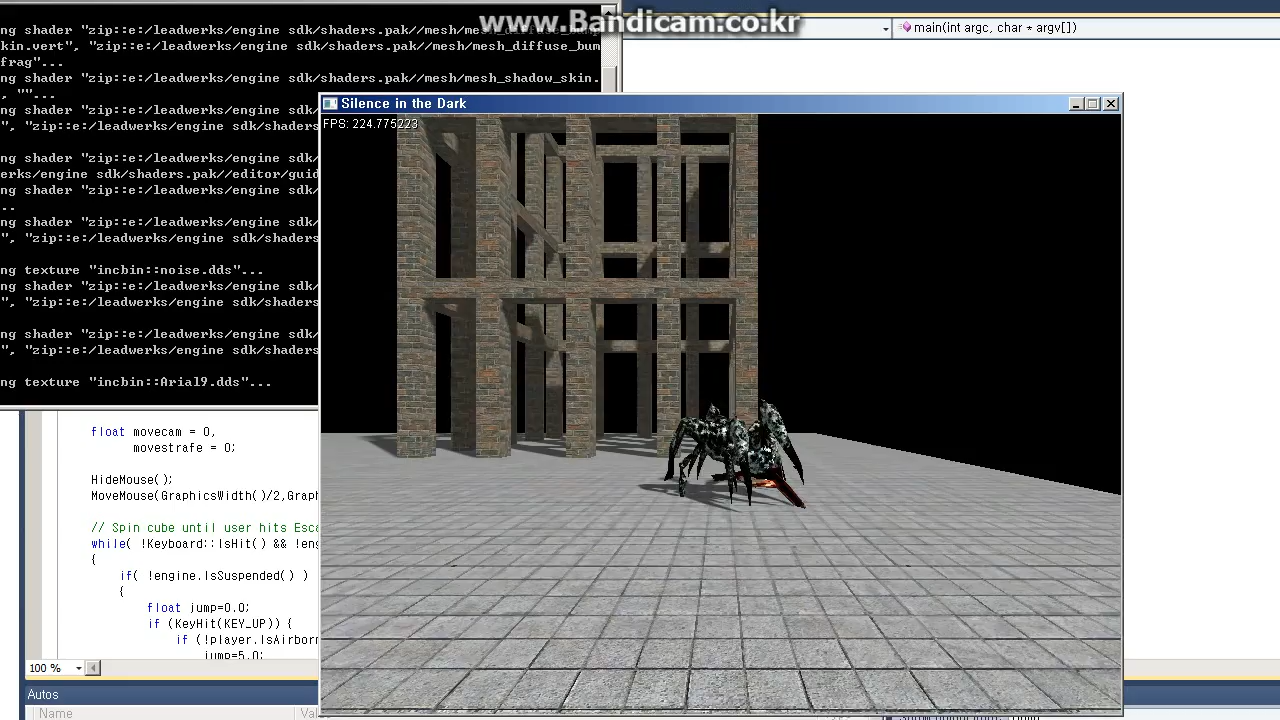 www.Bandicam.co.kr
ng shader "zip::e:/leadwerks/engine sdk/shaders.pak//mesh/mesh_diffuse_bump
kin.vert", "zip::e:/leadwerks/engine sdk/shaders.pak//mesh/mesh_diffuse_bum
frag"...
ng shader "zip::e:/leadwerks/engine sdk/shaders.pak//mesh/mesh_shadow_skin.
, ""...
ng shader "zip::e:/leadwerks/engine sdk/
", "zip::e:/leadwerks/engine sdk/shaders
ng shader "zip::e:/leadwerks/engine sdk/
erks/engine sdk/shaders.pak//editor/guid
ng shader "zip::e:/leadwerks/engine sdk/
..
ng shader "zip::e:/leadwerks/engine sdk/
", "zip::e:/leadwerks/engine sdk/shaders
ng texture "incbin::noise.dds"...
ng shader "zip::e:/leadwerks/engine sdk/
", "zip::e:/leadwerks/engine sdk/shaders
ng shader "zip::e:/leadwerks/engine sdk/
", "zip::e:/leadwerks/engine sdk/shaders
ng texture "incbin::Arial9.dds"...
main(int argc, char * argv[])
Silence in the Dark
FPS: 224.775223
float movecam = 0,
movestrafe = 0;
HideMouse();
MoveMouse(GraphicsWidth()/2,Graph
// Spin cube until user hits Esca
while( !Keyboard::IsHit() && !eng
{
if( !engine.IsSuspended() )
{
float jump=0.0;
if (KeyHit(KEY_UP)) {
if (!player.IsAirborn
jump=5.0;
100 %
Autos
Name